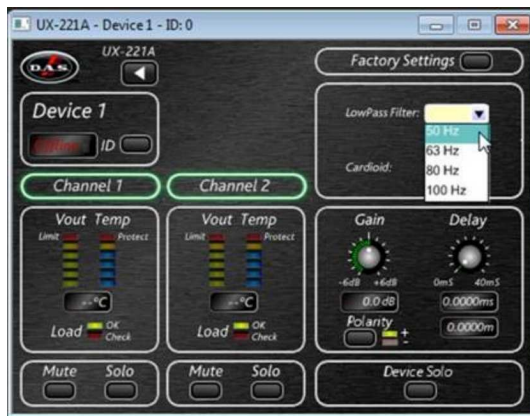 UX-221A - Device 1 - ID: 0
D.A.S.
UX-221A
Factory Settings
Device 1
Offline
ID
LowPass Filter:
50 Hz
63 Hz
80 Hz
100 Hz
Cardioid:
Channel 1
Channel 2
Vout Temp
Limit
Protect
--°C
Load
OK
Check
Vout Temp
Limit
Protect
--°C
Load
OK
Check
Gain
Delay
-6dB +6dB
0mS 40mS
0.0 dB
0.0000ms
Polarity
+
-
0.0000m
Mute Solo
Mute Solo
Device Solo